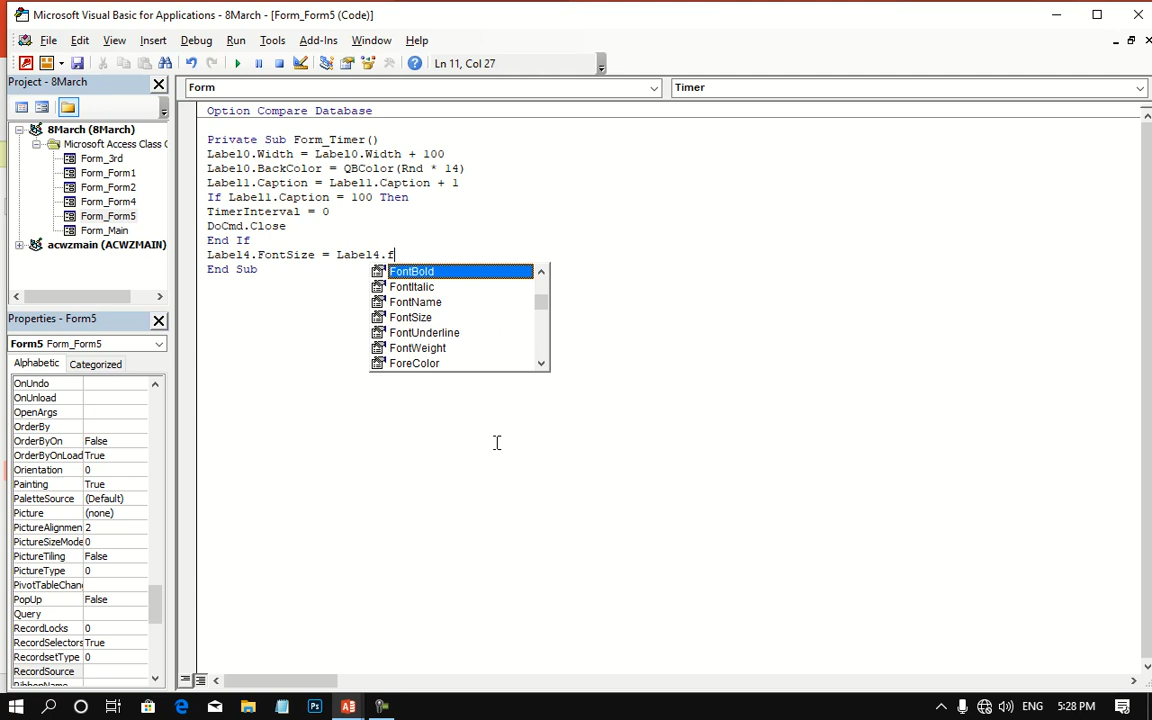 Microsoft Visual Basic for Applications - 8March - [Form_Form5 (Code)]
File Edit View Insert Format Debug Run Tools Add-Ins Window Help
Ln 11, Col 27
Project - 8March
Form
Timer
8March (8March)
Microsoft Access Class C
Form_3rd
Form_Form1
Form_Form2
Form_Form4
Form_Form5
Form_Main
acwzmain (ACWZMAIN)
Option Compare Database
Private Sub Form_Timer()
Label0.Width = Label0.Width + 100
Label0.BackColor = QBColor(Rnd * 14)
Label1.Caption = Label1.Caption + 1
If Label1.Caption = 100 Then
TimerInterval = 0
DoCmd.Close
End If
Label4.FontSize = Label4.f
End Sub
FontBold
FontItalic
FontName
FontSize
FontUnderline
FontWeight
ForeColor
Properties - Form5
Form5 Form_Form5
Alphabetic Categorized
OnUndo
OnUnload
OpenArgs
OrderBy
OrderByOn False
OrderByOnLoad True
Orientation 0
Painting True
PaletteSource (Default)
Picture (none)
PictureAlignmen 2
PictureSizeMode 0
PictureTiling False
PictureType 0
PivotTableChan
PopUp False
Query
RecordLocks 0
RecordSelectors True
RecordsetType 0
RecordSource
RibbonName
ENG 5:28 PM